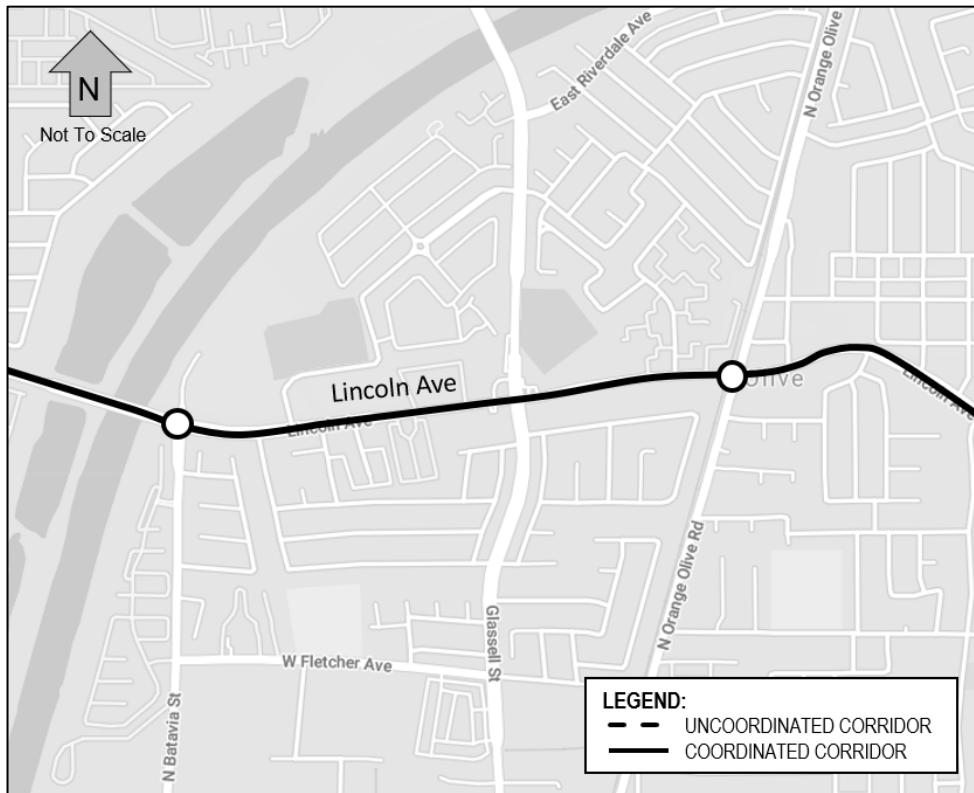 N
Not To Scale
East Riverdale Ave
N Orange Olive
Lincoln Ave
Lincoln Ave
Olive
Lincoln Ave
N Orange Olive Rd
Glassell St
W Fletcher Ave
N Batavia St
LEGEND:
UNCOORDINATED CORRIDOR
COORDINATED CORRIDOR